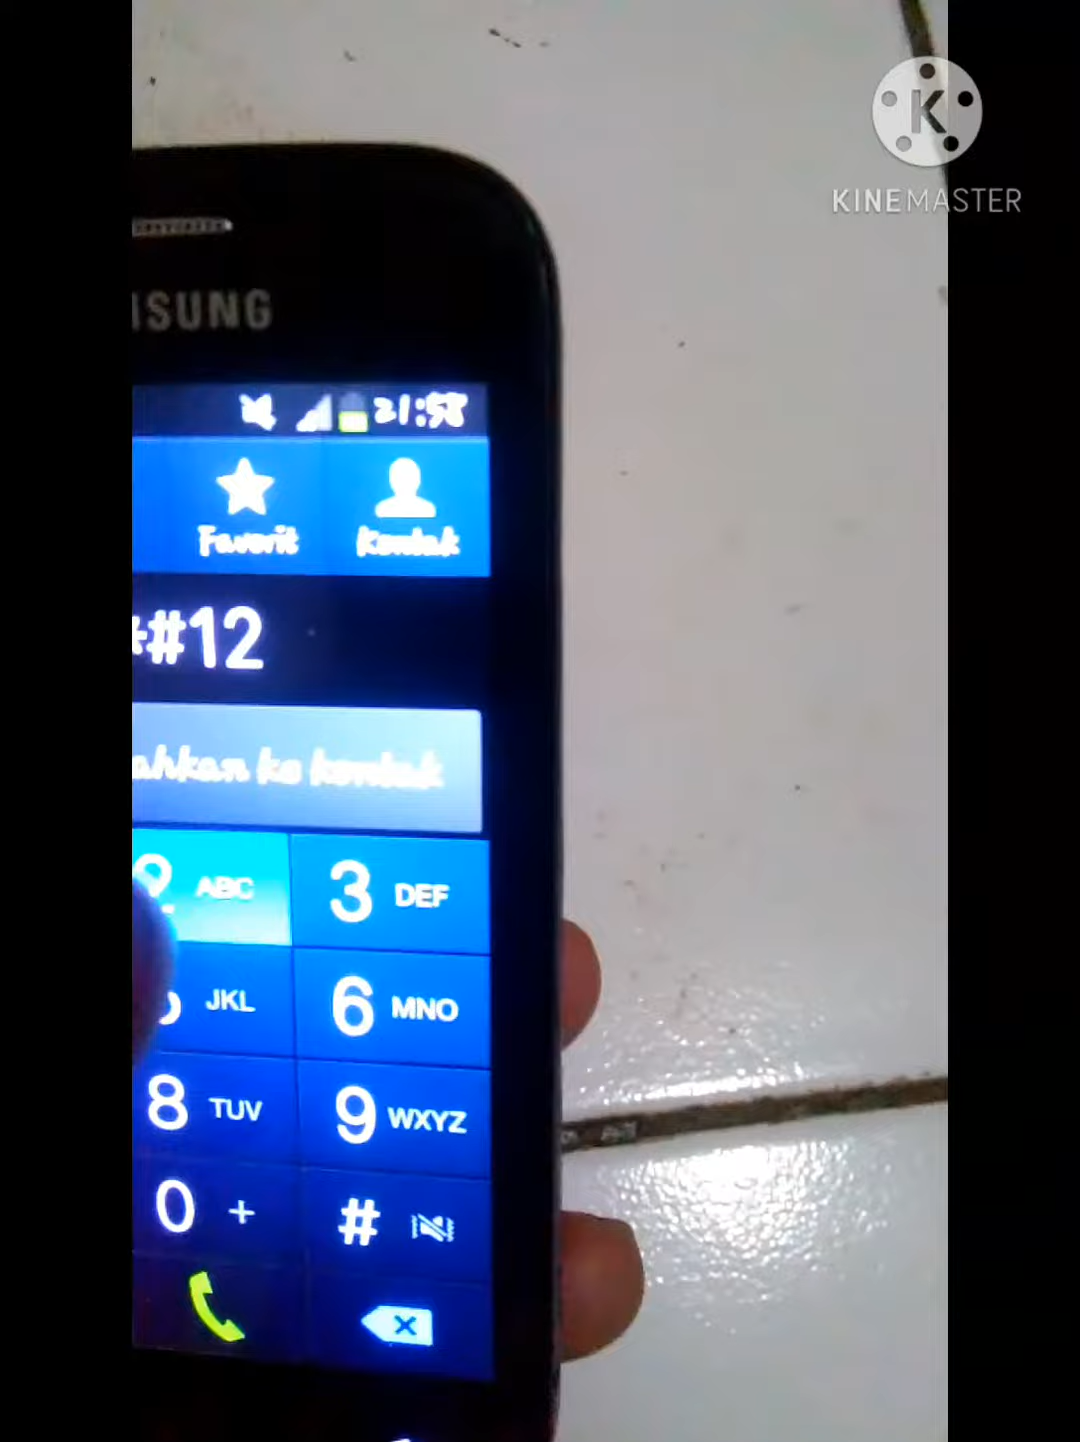 KINEMASTER
SUNG
21:58
Favorit
Kontak
*#12
ahkan ke kontak
2 ABC
3 DEF
JKL
6 MNO
8 TUV
9 WXYZ
0 +
#